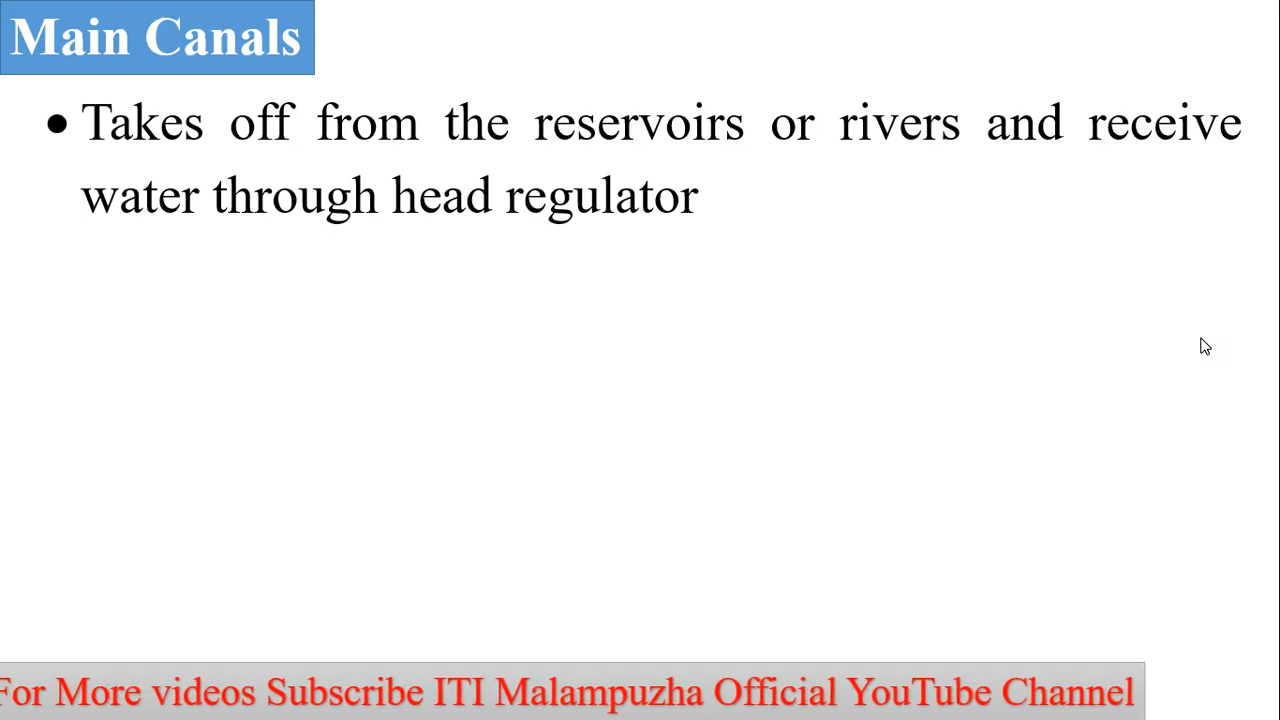 Main Canals
• Takes off from the reservoirs or rivers and receive
water through head regulator
For More videos Subscribe ITI Malampuzha Official YouTube Channel